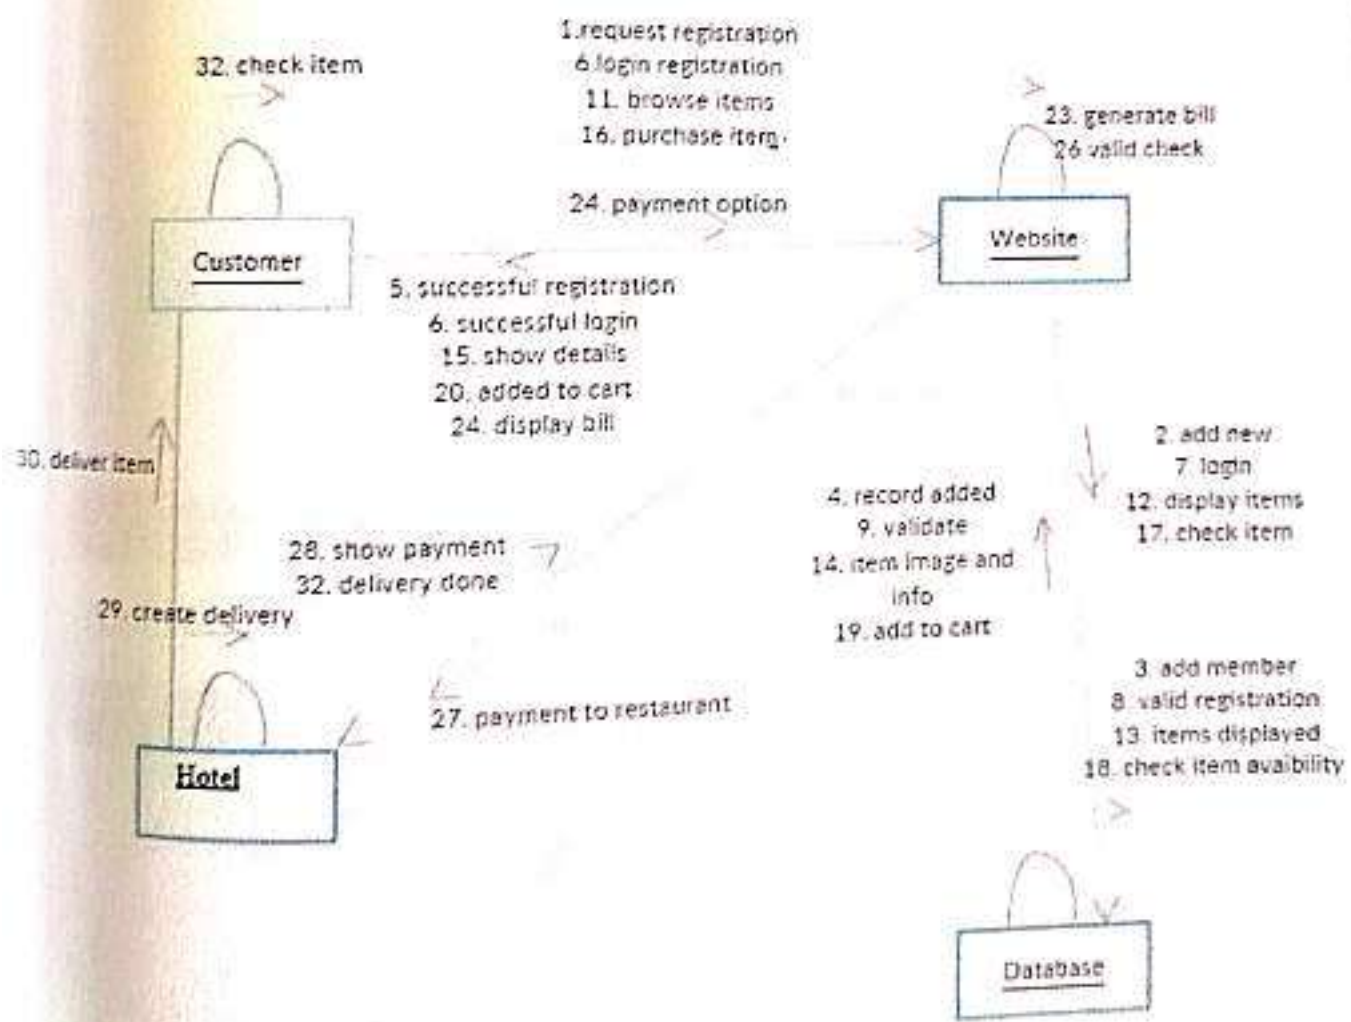 32. check item
1.request registration
6.login registration
11. browse items
16. purchase item.
24. payment option
23. generate bill
26 valid check
Customer
Website
5. successful registration
6. successful login
15. show details
20. added to cart
24. display bill
30. deliver item
2. add new
7. login
12. display items
17. check item
4. record added
9. validate
14. item image and
info
19. add to cart
28. show payment
32. delivery done
29. create delivery
27. payment to restaurant
3. add member
8. valid registration
13. items displayed
18. check item avaibility
Hotel
Database